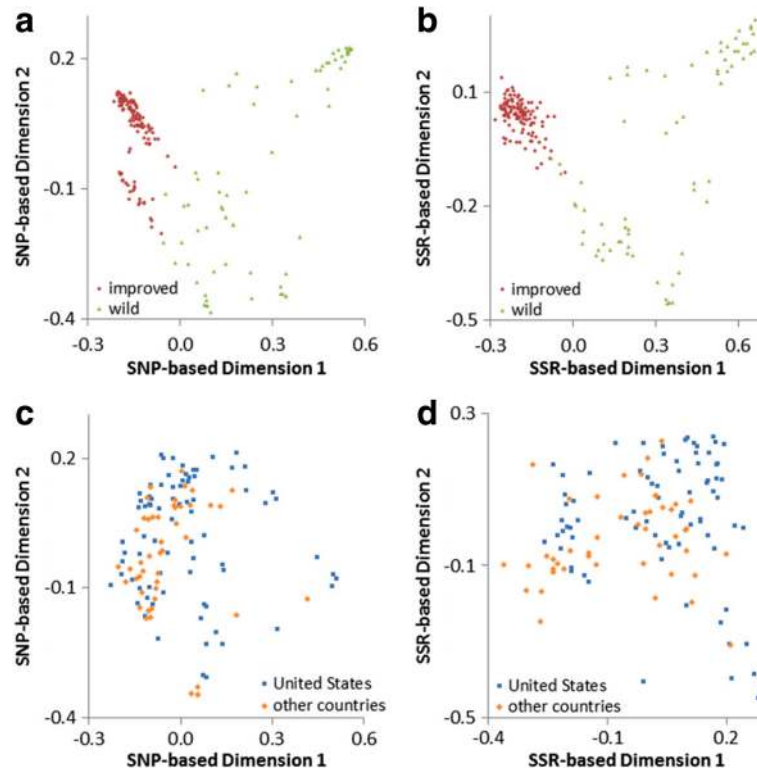 a
SNP-based Dimension 2
0.2
-0.1
-0.4
-0.3
0.0
0.3
0.6
improved
wild
SNP-based Dimension 1
b
SSR-based Dimension 2
0.1
-0.2
-0.5
-0.3
0.0
0.3
0.6
improved
wild
SSR-based Dimension 1
c
SNP-based Dimension 2
0.2
-0.1
-0.4
-0.3
0.0
0.3
0.6
United States
other countries
SNP-based Dimension 1
d
SSR-based Dimension 2
0.3
-0.1
-0.5
-0.4
-0.1
0.2
United States
other countries
SSR-based Dimension 1